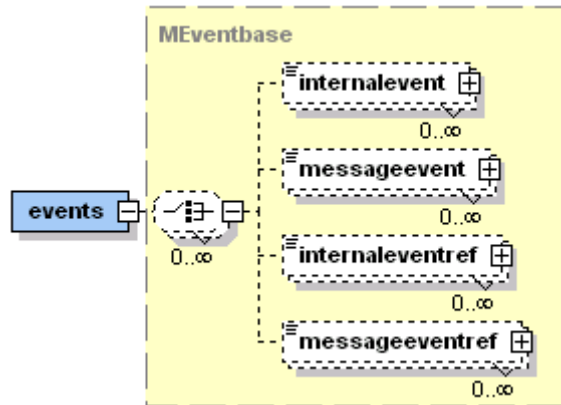 MEventbase
internalevent
0..∞
messageevent
0..∞
events
0..∞
internaleventref
0..∞
messageeventref
0..∞